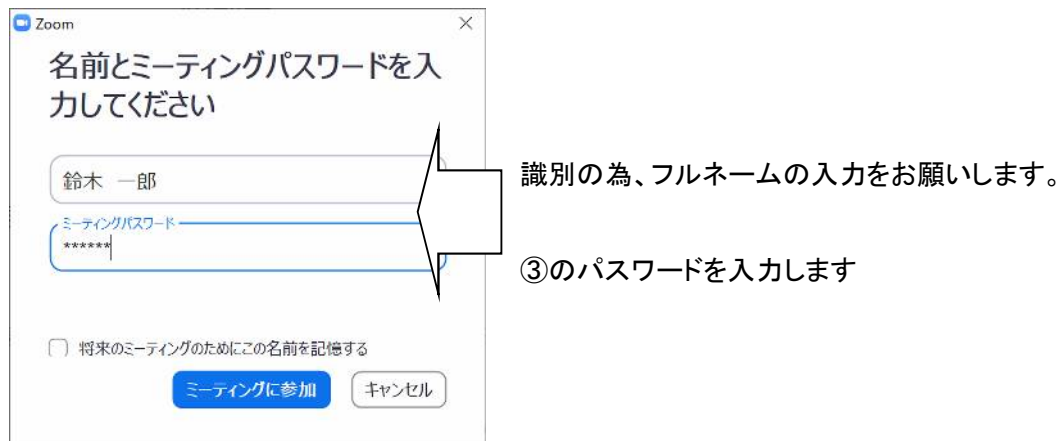 Zoom
名前とミーティングパスワードを入
力してください
鈴木 一郎
識別の為、フルネームの入力をお願いします。
ミーティングパスワード
******
③のパスワードを入力します
将来のミーティングのためにこの名前を記憶する
ミーティングに参加 キャンセル